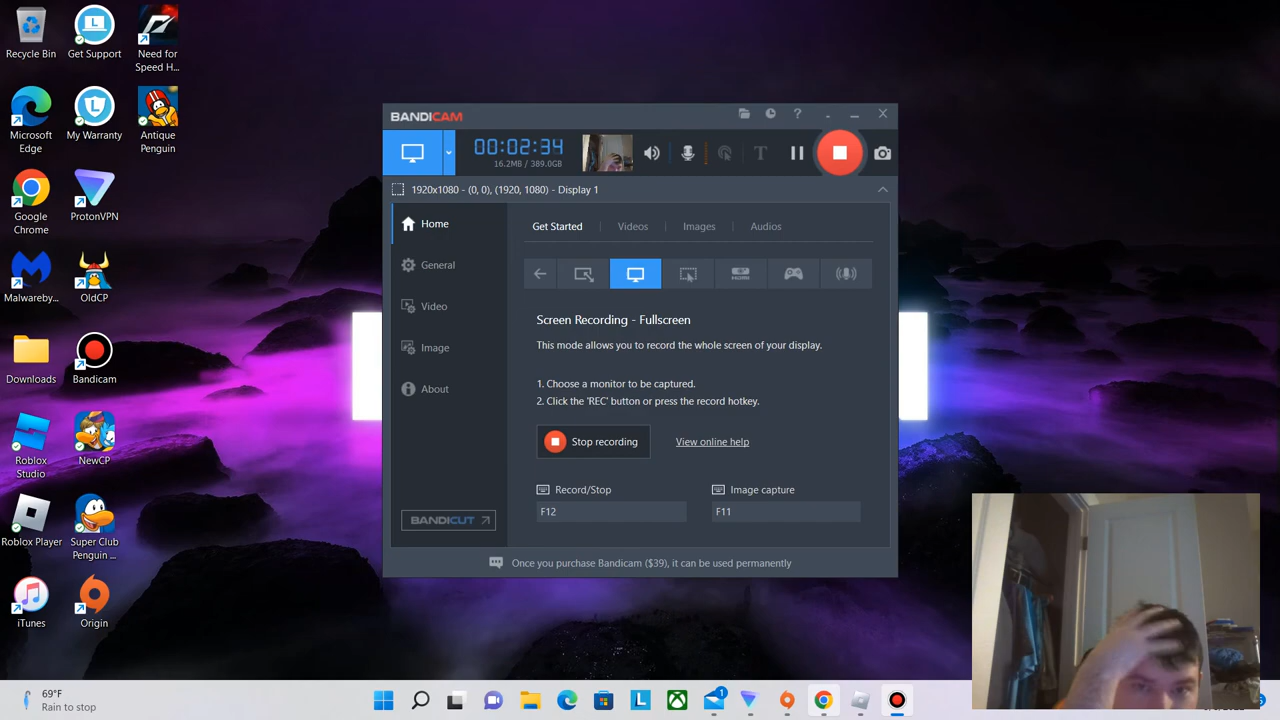 Recycle Bin
Get Support
Need for
Speed H...
Microsoft
Edge
My Warranty
Antique
Penguin
Google
Chrome
ProtonVPN
Malwareby...
OldCP
Downloads
Bandicam
Roblox
Studio
NewCP
Roblox Player
Super Club
Penguin ...
iTunes
Origin
BANDICAM
00:02:34
16.2MB / 389.0GB
1920x1080 - (0, 0), (1920, 1080) - Display 1
Home
General
Video
Image
About
BANDICUT
Get Started
Videos
Images
Audios
HDMI
Screen Recording - Fullscreen
This mode allows you to record the whole screen of your display.
1. Choose a monitor to be captured.
2. Click the 'REC' button or press the record hotkey.
Stop recording
View online help
Record/Stop
Image capture
F12
F11
Once you purchase Bandicam ($39), it can be used permanently
69°F
Rain to stop
1